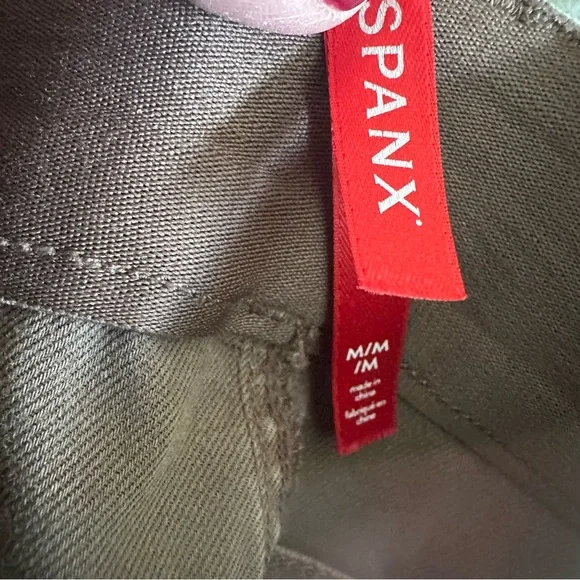 SPANX
M/M
/M
made in
china
fabriqué en
chine